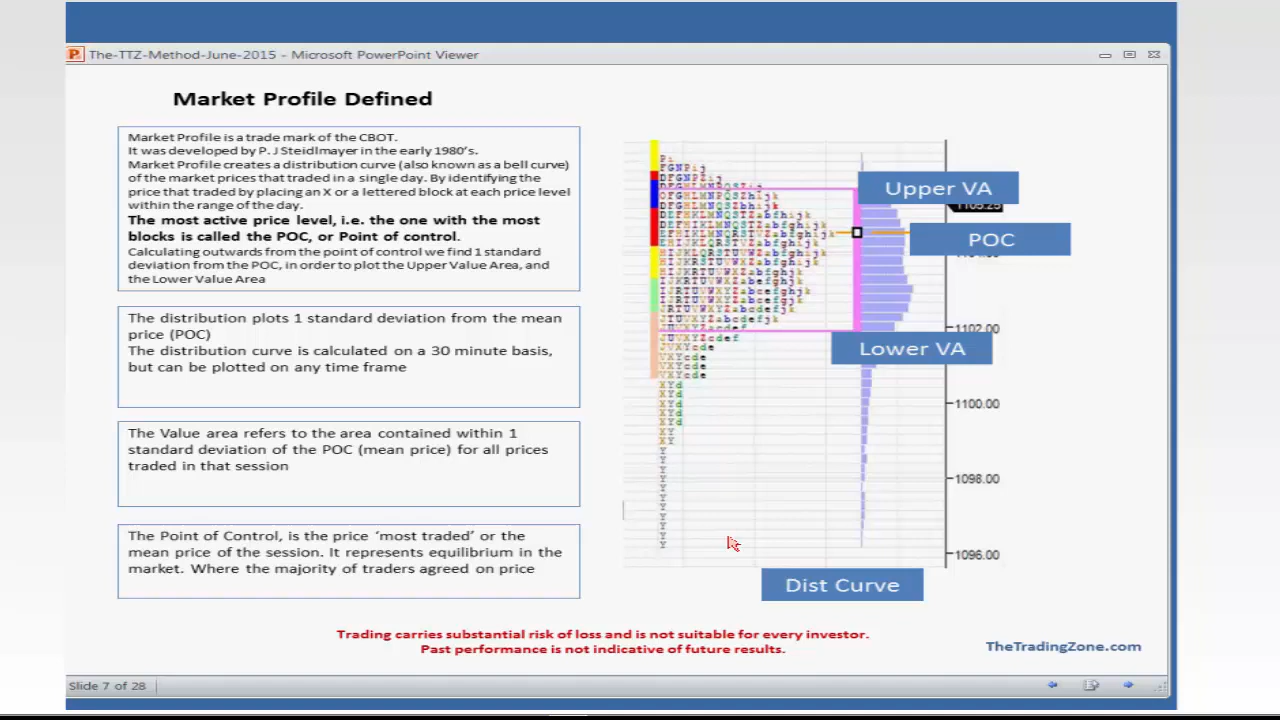 The-TTZ-Method-June-2015 - Microsoft PowerPoint Viewer
Market Profile Defined
Market Profile is a trade mark of the CBOT.
It was developed by P. J Steidlmayer in the early 1980's.
Market Profile creates a distribution curve (also known as a bell curve)
of the market prices that traded in a single day. By identifying the
price that traded by placing an X or a lettered block at each price level
within the range of the day.
The most active price level, i.e. the one with the most
blocks is called the POC, or Point of control.
Calculating outwards from the point of control we find 1 standard
deviation from the POC, in order to plot the Upper Value Area, and
the Lower Value Area
The distribution plots 1 standard deviation from the mean
price (POC)
The distribution curve is calculated on a 30 minute basis,
but can be plotted on any time frame
The Value area refers to the area contained within 1
standard deviation of the POC (mean price) for all prices
traded in that session
The Point of Control, is the price 'most traded' or the
mean price of the session. It represents equilibrium in the
market. Where the majority of traders agreed on price
Upper VA
POC
1102.00
Lower VA
1100.00
1098.00
1096.00
Dist Curve
Trading carries substantial risk of loss and is not suitable for every investor.
Past performance is not indicative of future results.
TheTradingZone.com
Slide 7 of 28